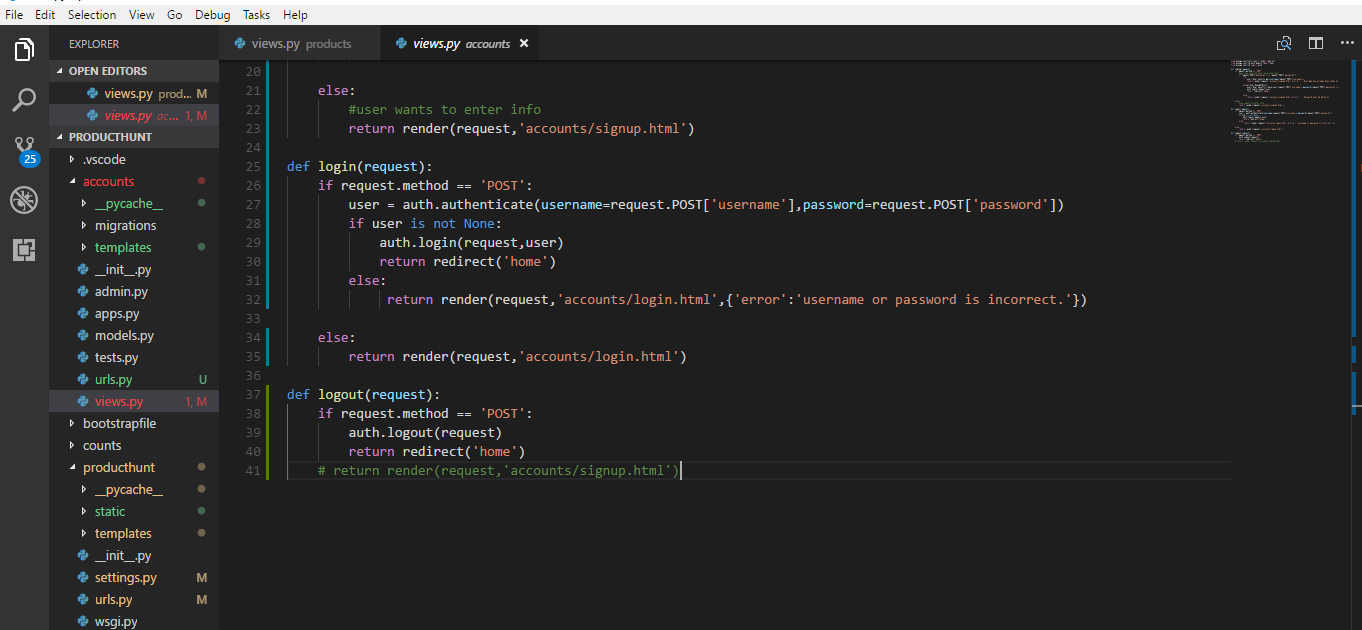 File Edit Selection View Go Debug Tasks Help
EXPLORER
OPEN EDITORS
views.py prod... M
views.py ac... 1, M
PRODUCTHUNT
.vscode
accounts
__pycache__
migrations
templates
__init__.py
admin.py
apps.py
models.py
tests.py
urls.py U
views.py 1, M
bootstrapfile
counts
producthunt
__pycache__
static
templates
__init__.py
settings.py M
urls.py M
wsgi.py
25
views.py products
views.py accounts ×
20
21 else:
22 #user wants to enter info
23 return render(request,'accounts/signup.html')
24
25 def login(request):
26 if request.method == 'POST':
27 user = auth.authenticate(username=request.POST['username'],password=request.POST['password'])
28 if user is not None:
29 auth.login(request,user)
30 return redirect('home')
31 else:
32 return render(request,'accounts/login.html',{'error':'username or password is incorrect.'})
33
34 else:
35 return render(request,'accounts/login.html')
36
37 def logout(request):
38 if request.method == 'POST':
39 auth.logout(request)
40 return redirect('home')
41 # return render(request,'accounts/signup.html')